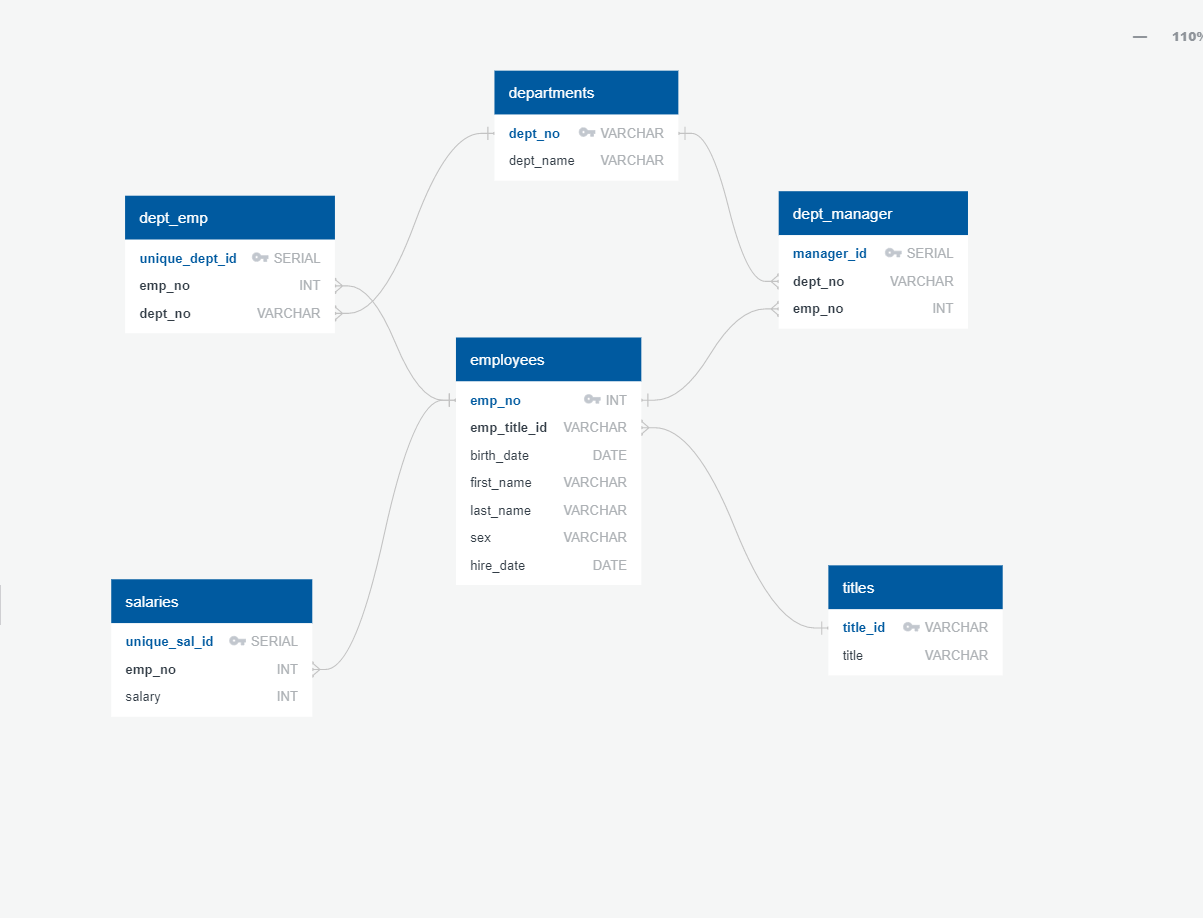 — 110%
departments
dept_no VARCHAR
dept_name VARCHAR
dept_emp
unique_dept_id SERIAL
emp_no INT
dept_no VARCHAR
dept_manager
manager_id SERIAL
dept_no VARCHAR
emp_no INT
employees
emp_no INT
emp_title_id VARCHAR
birth_date DATE
first_name VARCHAR
last_name VARCHAR
sex VARCHAR
hire_date DATE
salaries
unique_sal_id SERIAL
emp_no INT
salary INT
titles
title_id VARCHAR
title VARCHAR